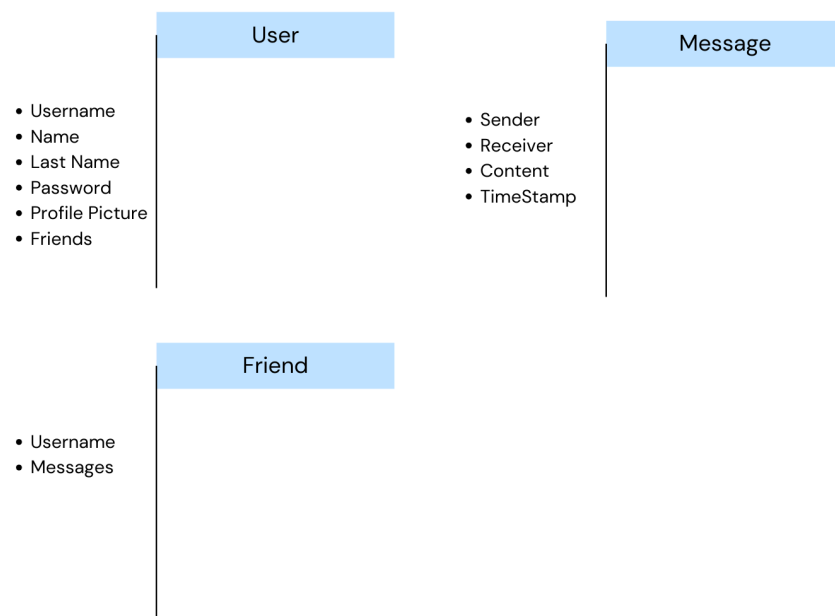 User
• Username
• Name
• Last Name
• Password
• Profile Picture
• Friends
Message
• Sender
• Receiver
• Content
• TimeStamp
Friend
• Username
• Messages